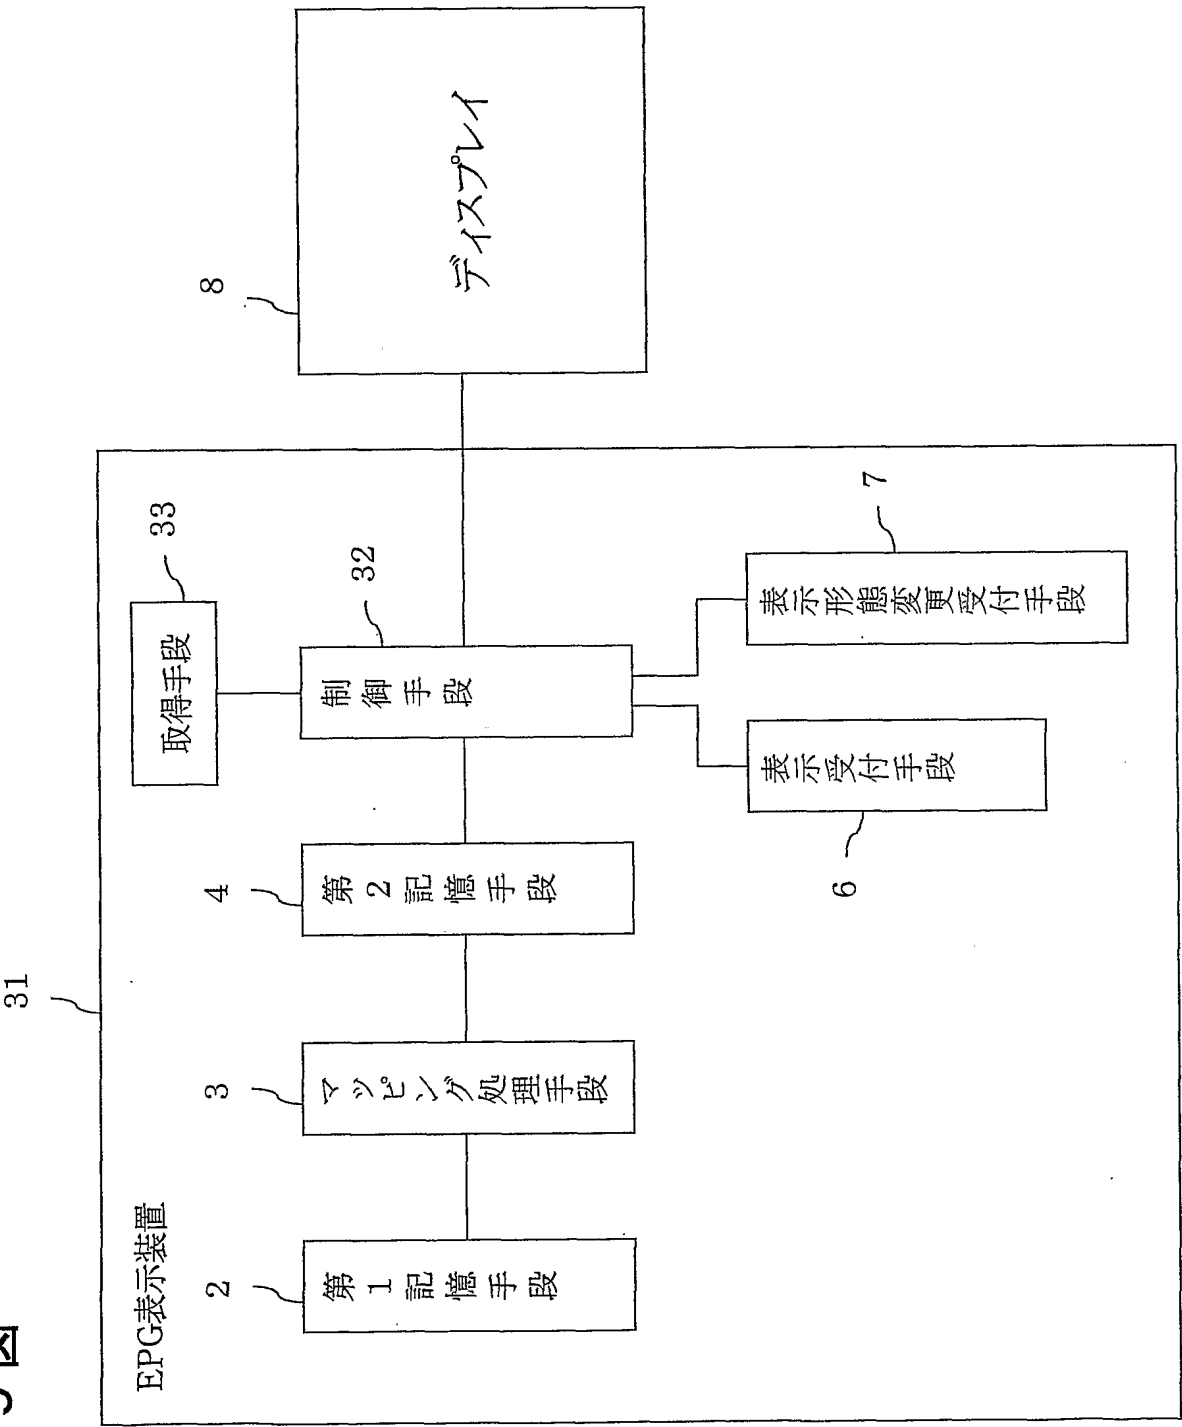 図
31
EPG表示装置
2
第1記憶手段
3
マッピング処理手段
4
第2記憶手段
33
取得手段
32
制御手段
6
表示受付手段
7
表示形態変更受付手段
8
ディスプレイ